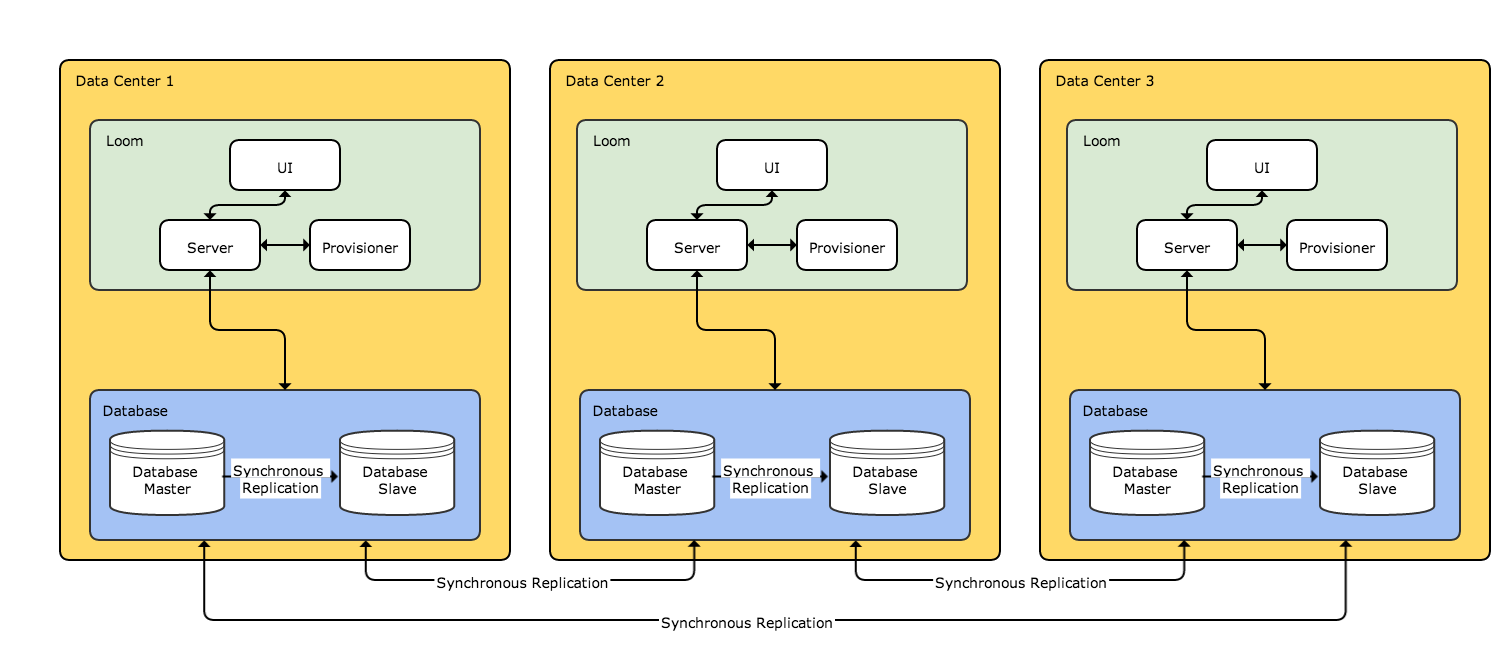 Data Center 1
Data Center 2
Data Center 3
Loom
UI
Server
Provisioner
Loom
UI
Server
Provisioner
Loom
UI
Server
Provisioner
Database
Database
Master
Synchronous
Replication
Database
Slave
Database
Database
Master
Synchronous
Replication
Database
Slave
Database
Database
Master
Synchronous
Replication
Database
Slave
Synchronous Replication
Synchronous Replication
Synchronous Replication